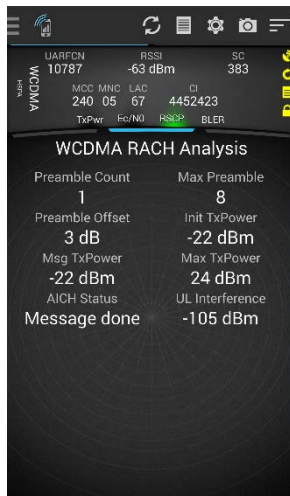 UARFCN RSSI SC
10787 -63 dBm 383
HSPA
WCDMA
MCC MNC LAC CI
240 05 67 4452423
TxPwr Ec/N0 RSCP BLER
WCDMA RACH Analysis
Preamble Count Max Preamble
1 8
Preamble Offset Init TxPower
3 dB -22 dBm
Msg TxPower Max TxPower
-22 dBm 24 dBm
AICH Status UL Interference
Message done -105 dBm